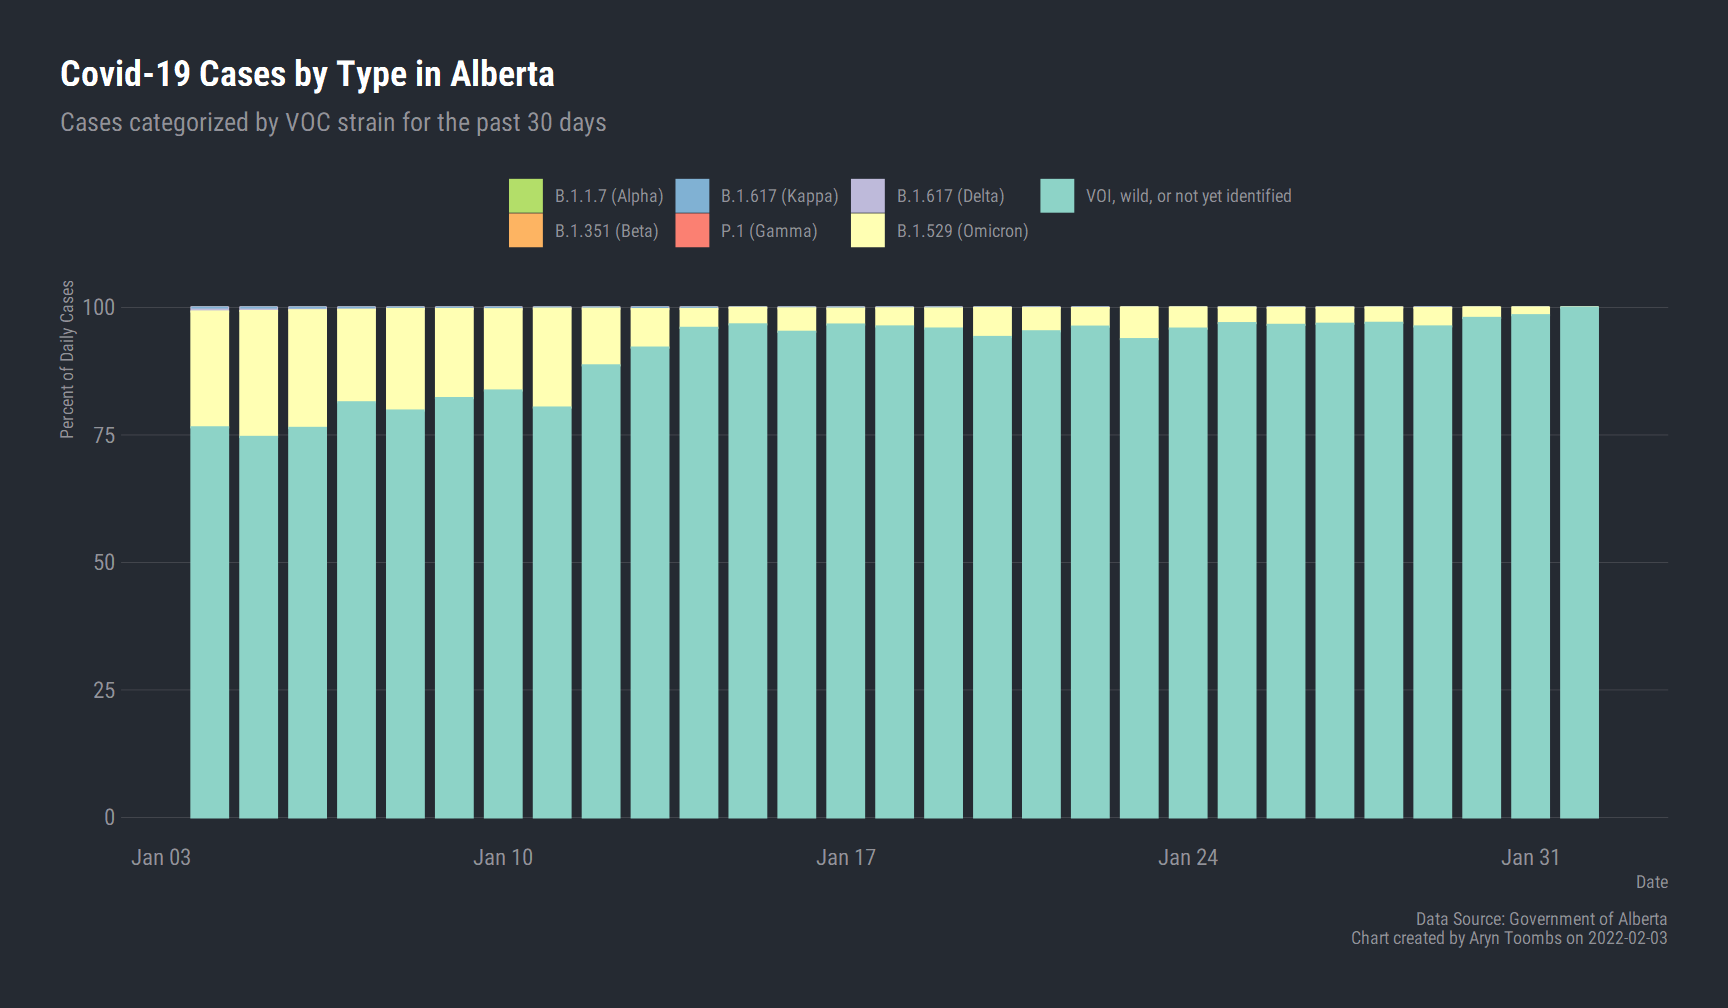 Covid-19 Cases by Type in Alberta
Cases categorized by VOC strain for the past 30 days
B.1.1.7 (Alpha) B.1.617 (Kappa) B.1.617 (Delta) VOI, wild, or not yet identified
B.1.351 (Beta) P.1 (Gamma) B.1.529 (Omicron)
Percent of Daily Cases
100
75
50
25
0
Jan 03 Jan 10 Jan 17 Jan 24 Jan 31
Date
Data Source: Government of Alberta
Chart created by Aryn Toombs on 2022-02-03